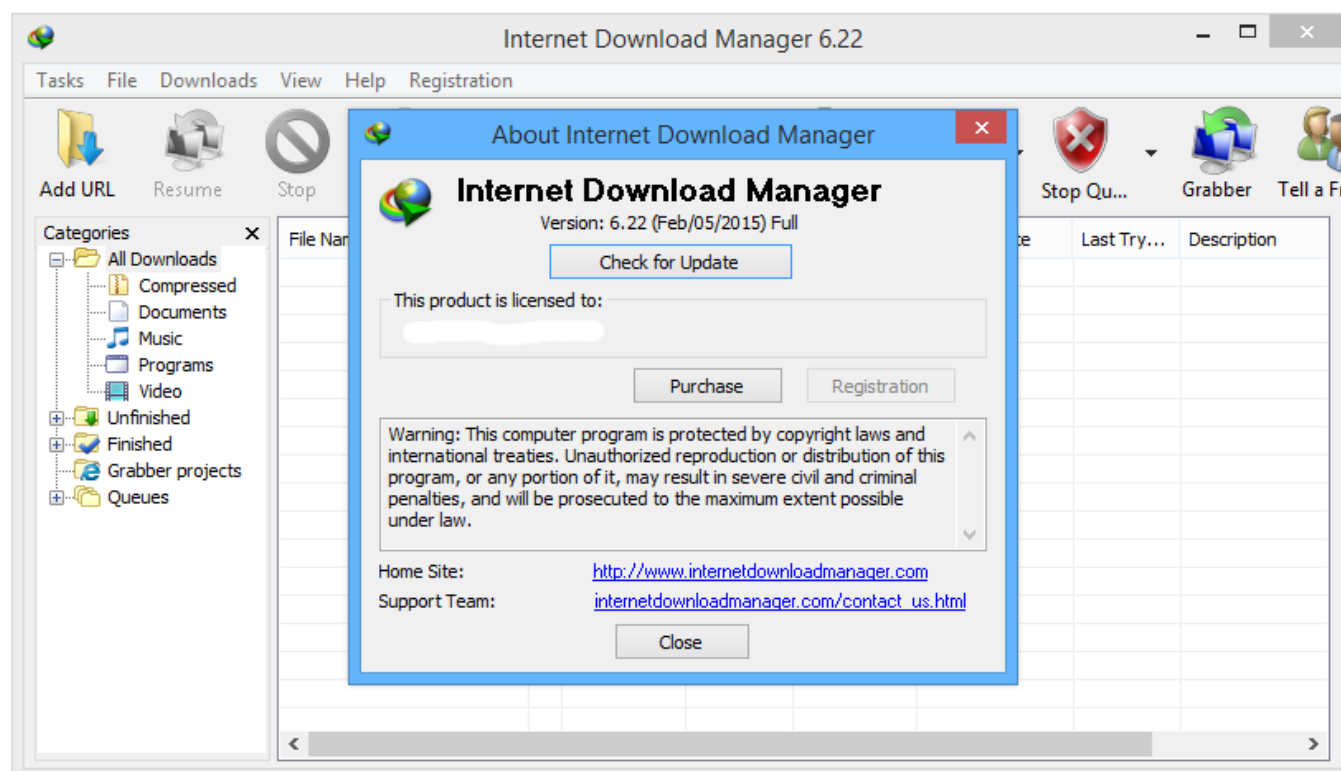 Internet Download Manager 6.22
Tasks File Downloads View Help Registration
Add URL
Resume
Stop
Stop Qu...
Grabber
Tell a
Categories
All Downloads
Compressed
Documents
Music
Programs
Video
Unfinished
Finished
Grabber projects
Queues
File
Last Try...
Description
About Internet Download Manager
Internet Download Manager
Version: 6.22 (Feb/05/2015) Full
Check for Update
This product is licensed to:
Purchase
Registration
Warning: This computer program is protected by copyright laws and
international treaties. Unauthorized reproduction or distribution of this
program, or any portion of it, may result in severe civil and criminal
penalties, and will be prosecuted to the maximum extent possible
under law.
Home Site: http://www.internetdownloadmanager.com
Support Team: internetdownloadmanager.com/contact_us.html
Close